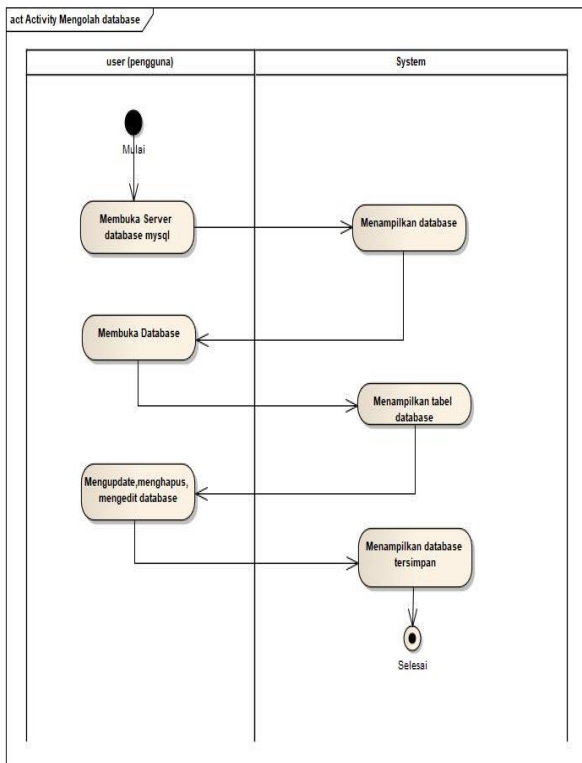 act Activity Mengolah database
user (pengguna)
System
Mulai
Membuka Server
database mysql
Menampilkan database
Membuka Database
Menampilkan tabel
database
Mengupdate,menghapus,
mengedit database
Menampilkan database
tersimpan
Selesai